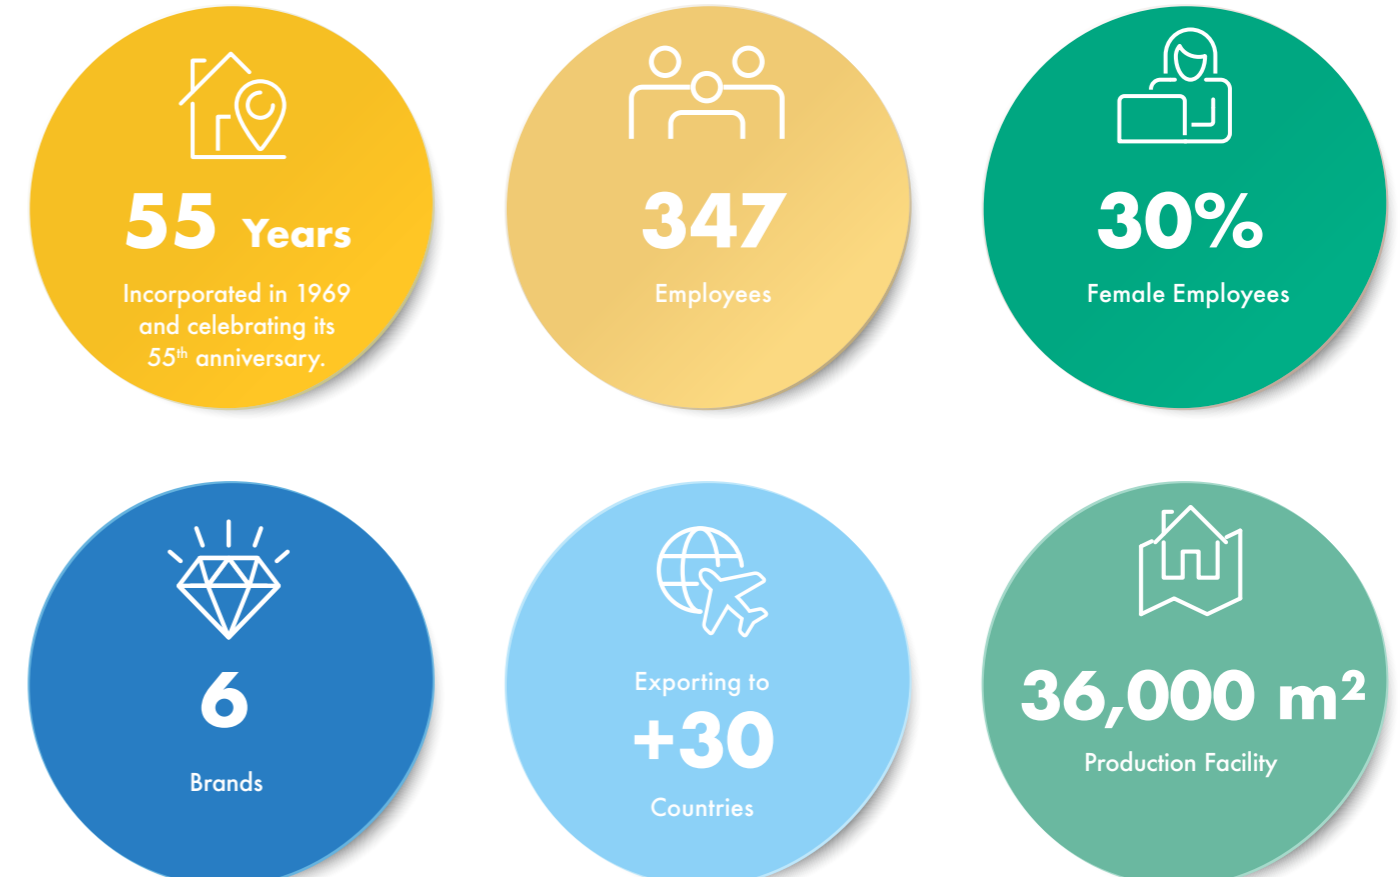 55 Years
Incorporated in 1969
and celebrating its
55th anniversary.
347
Employees
30%
Female Employees
6
Brands
Exporting to
+30
Countries
36,000 m²
Production Facility